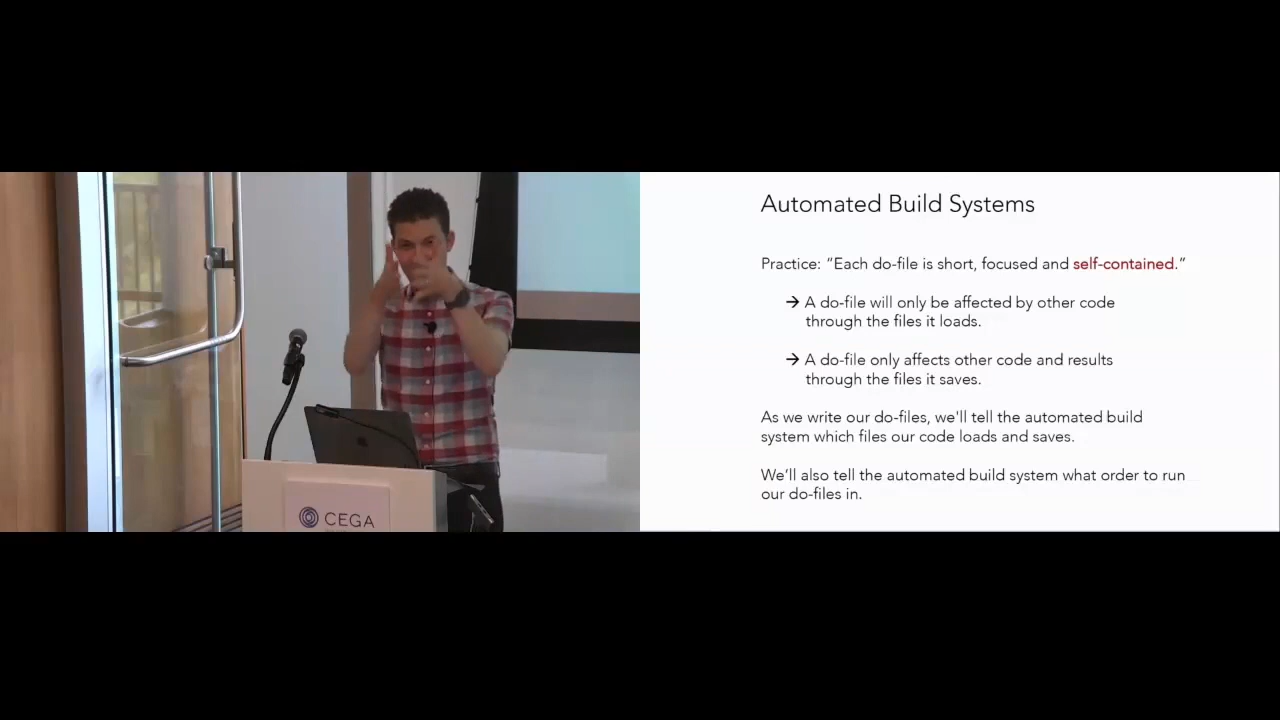 Automated Build Systems
Practice: “Each do-file is short, focused and self-contained.”
→ A do-file will only be affected by other code
through the files it loads.
→ A do-file only affects other code and results
through the files it saves.
As we write our do-files, we'll tell the automated build
system which files our code loads and saves.
We’ll also tell the automated build system what order to run
our do-files in.
CEGA